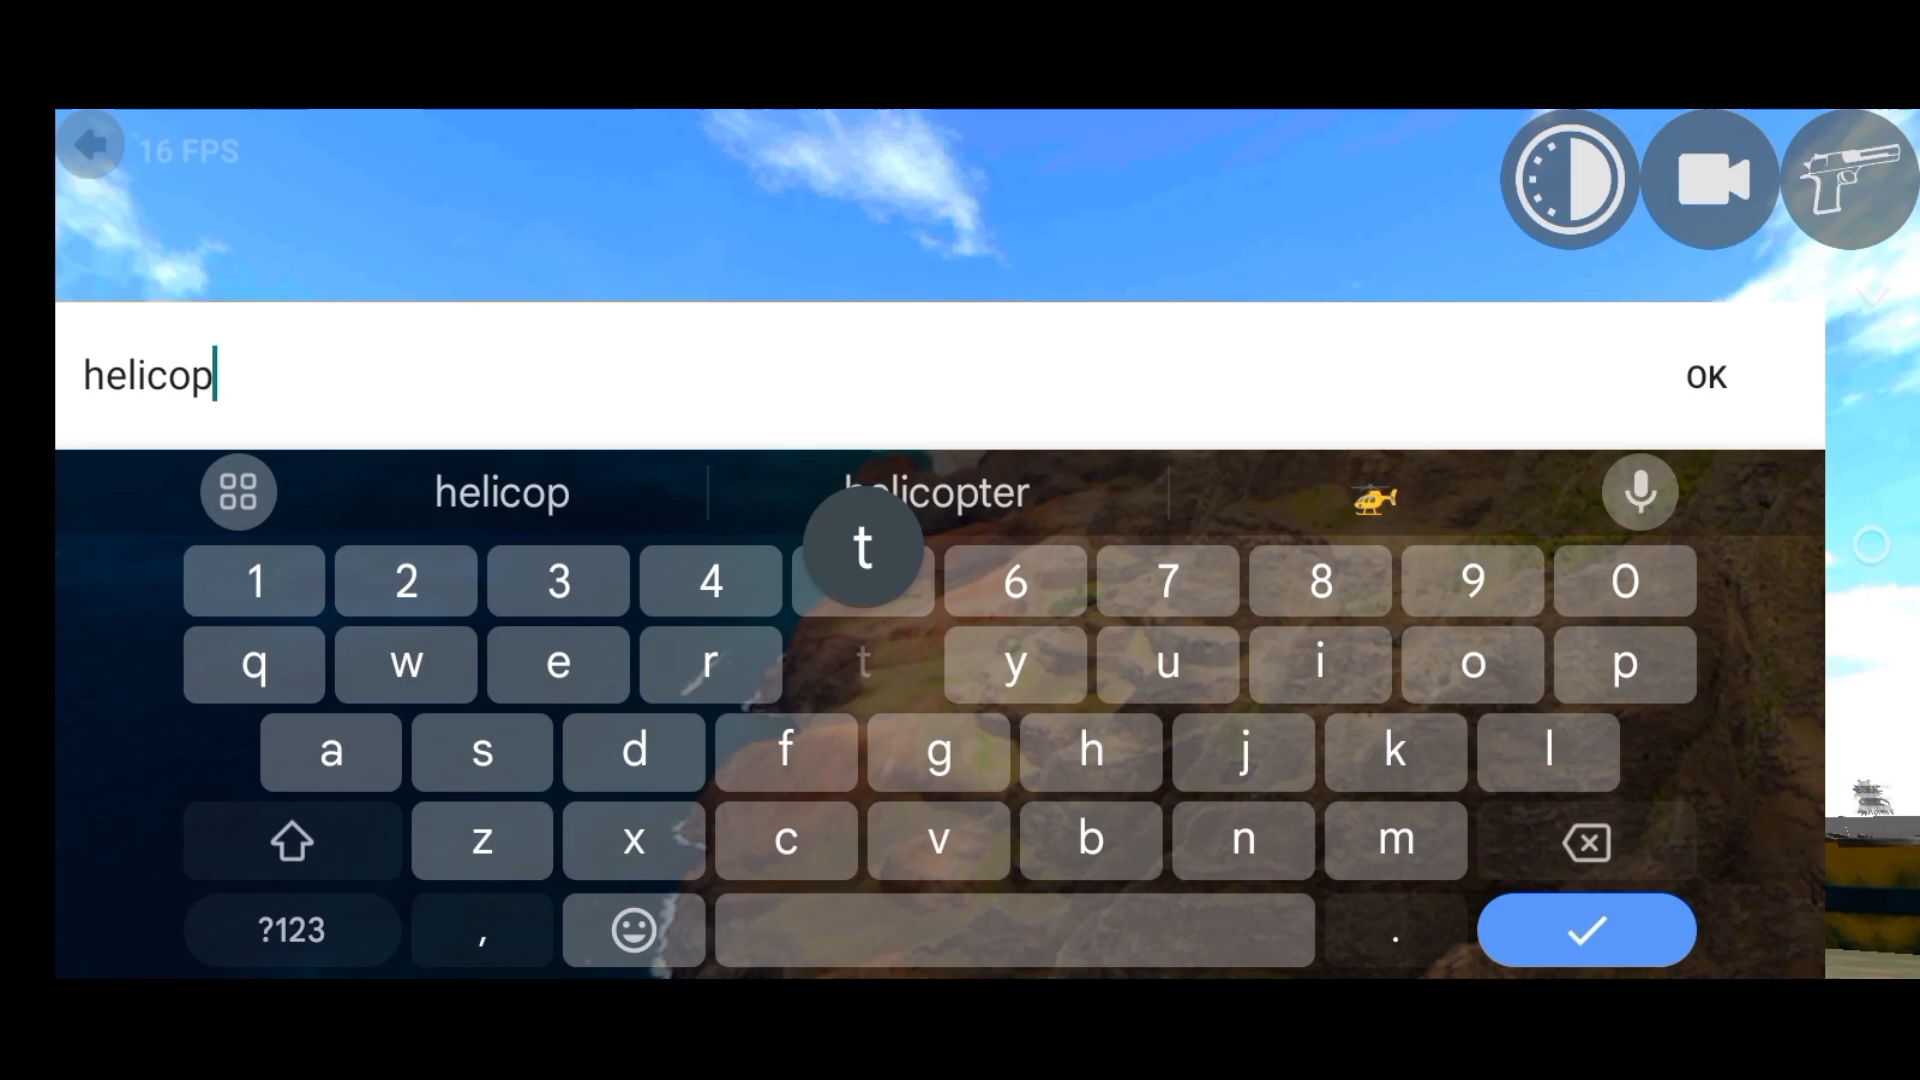 16 FPS
helicop
OK
helicop
helicopter
t
1 2 3 4 6 7 8 9 0
q w e r t y u i o p
a s d f g h j k l
z x c v b n m
?123 , .